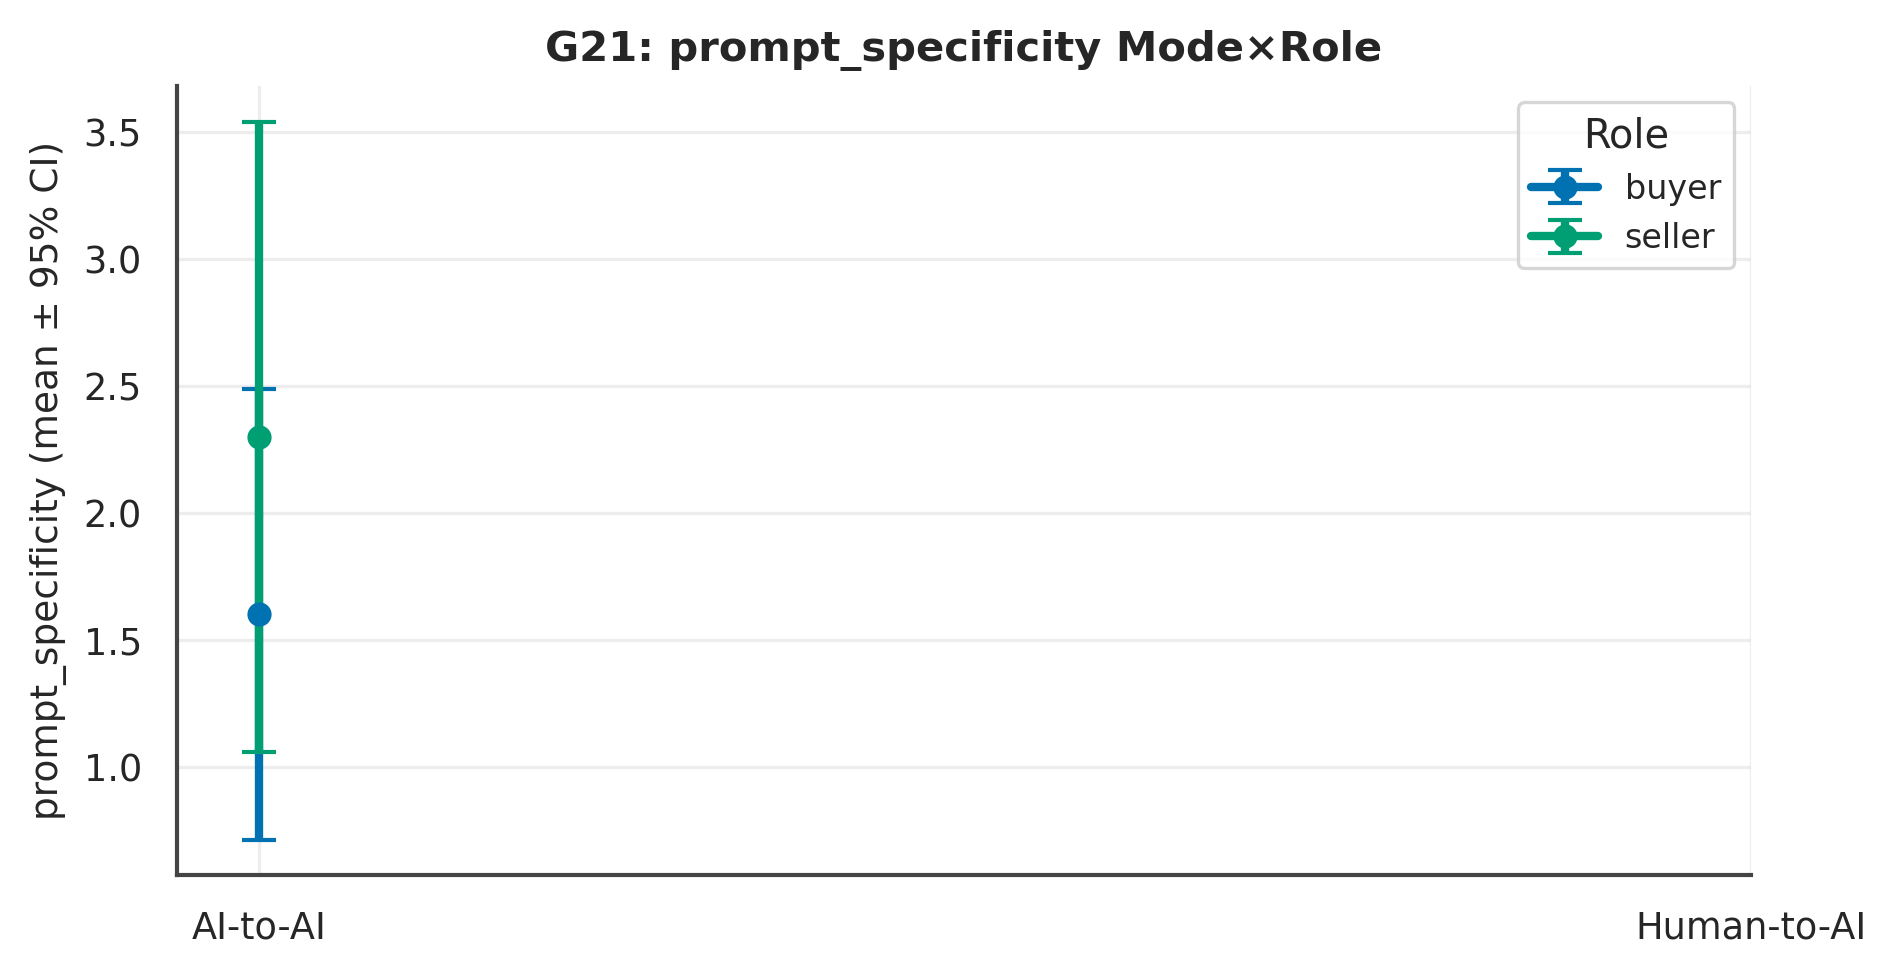 G21: prompt_specificity Mode×Role
prompt_specificity (mean ± 95% CI)
3.5
3.0
2.5
2.0
1.5
1.0
Role
buyer
seller
AI-to-AI
Human-to-AI